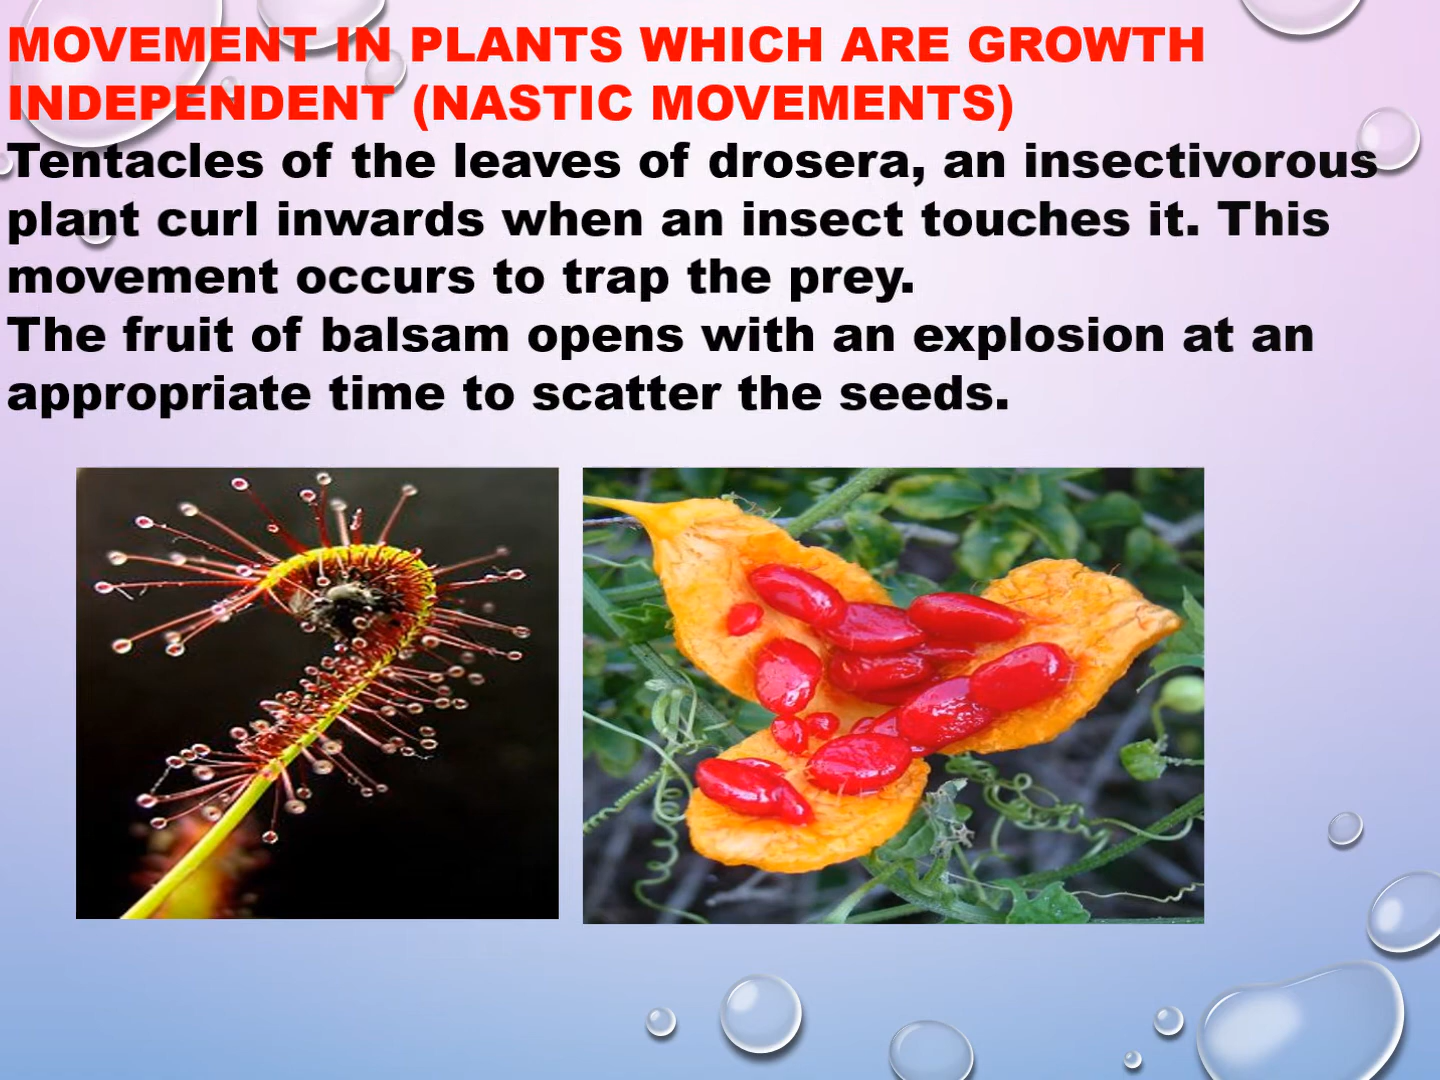 MOVEMENT IN PLANTS WHICH ARE GROWTH
INDEPENDENT (NASTIC MOVEMENTS)
Tentacles of the leaves of drosera, an insectivorous
plant curl inwards when an insect touches it. This
movement occurs to trap the prey.
The fruit of balsam opens with an explosion at an
appropriate time to scatter the seeds.